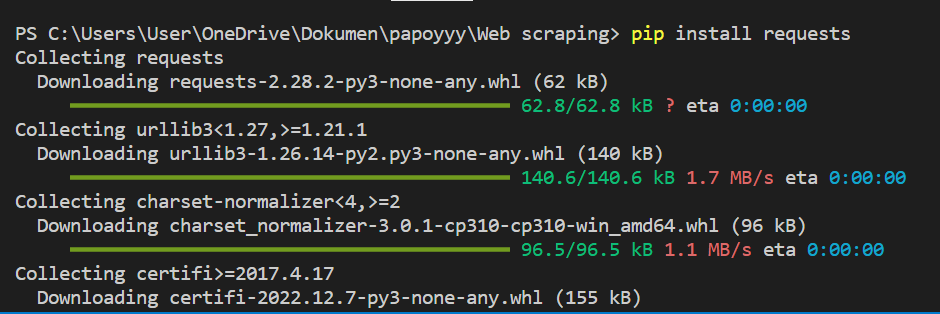 PS C:\Users\User\OneDrive\Dokumen\papoyyy\Web scraping> pip install requests
Collecting requests
Downloading requests-2.28.2-py3-none-any.whl (62 kB)
62.8/62.8 kB ? eta 0:00:00
Collecting urllib3<1.27,>=1.21.1
Downloading urllib3-1.26.14-py2.py3-none-any.whl (140 kB)
140.6/140.6 kB 1.7 MB/s eta 0:00:00
Collecting charset-normalizer<4,>=2
Downloading charset_normalizer-3.0.1-cp310-cp310-win_amd64.whl (96 kB)
96.5/96.5 kB 1.1 MB/s eta 0:00:00
Collecting certifi>=2017.4.17
Downloading certifi-2022.12.7-py3-none-any.whl (155 kB)